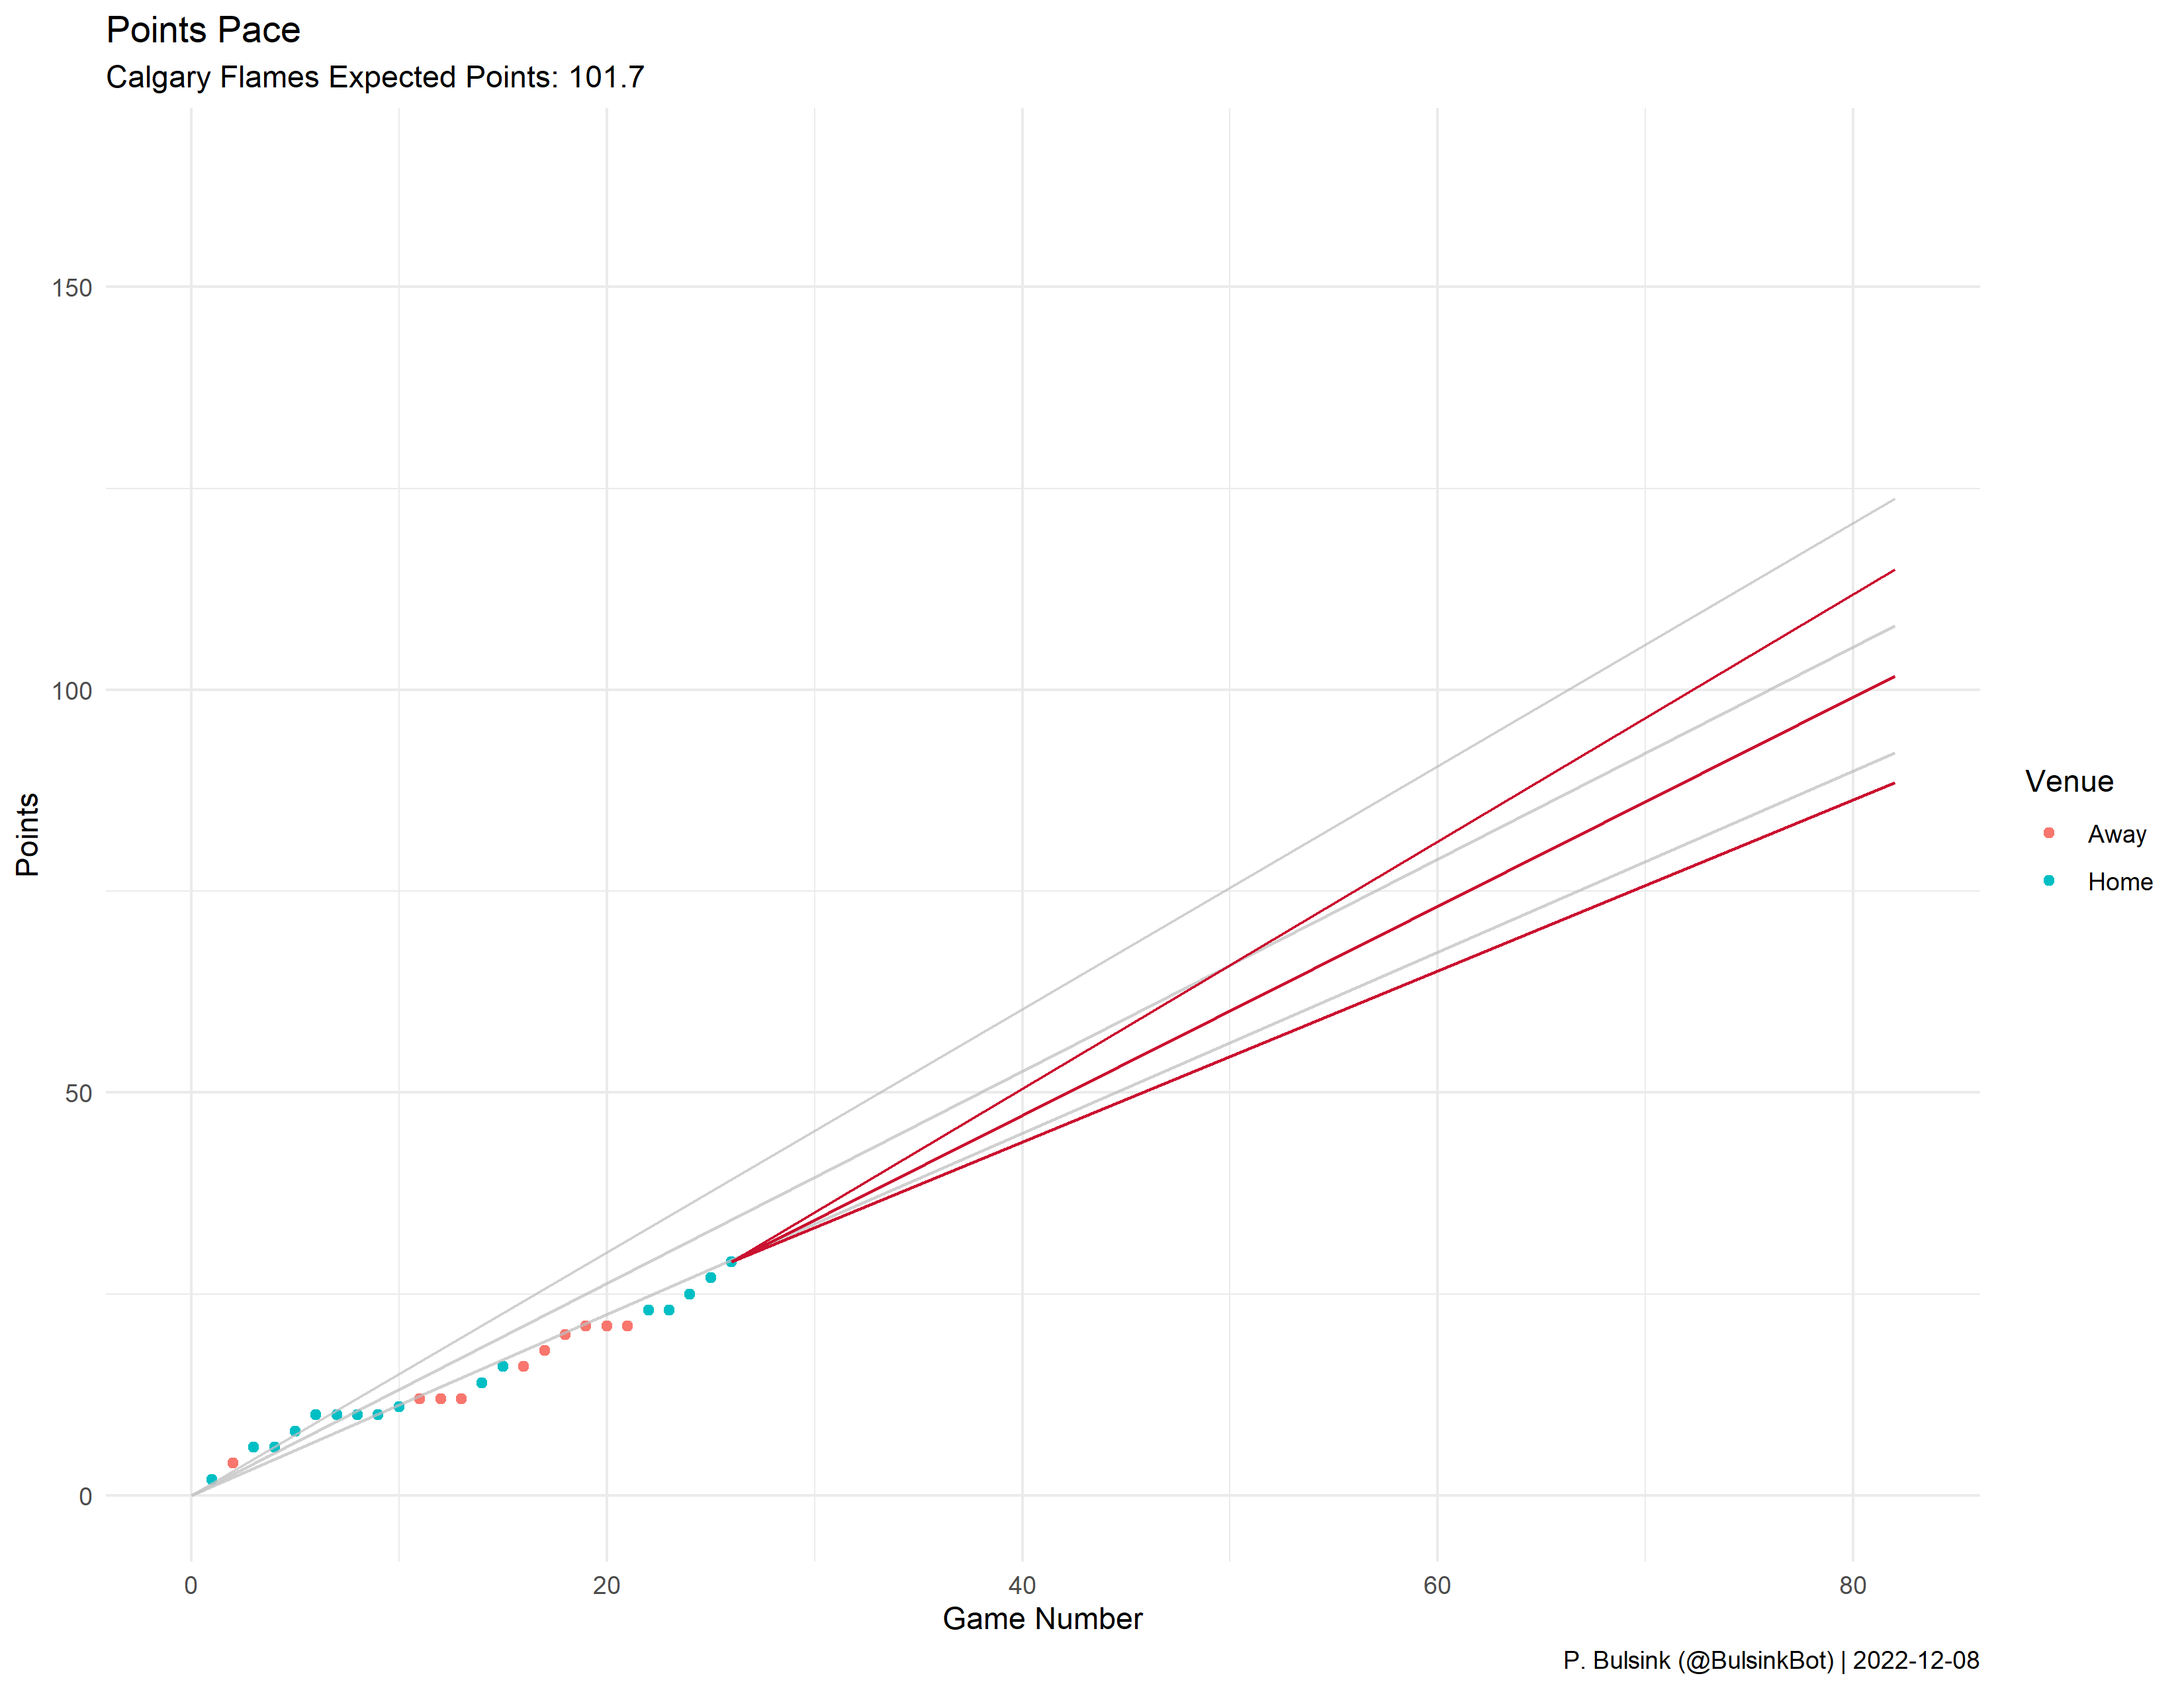 Points Pace
Calgary Flames Expected Points: 101.7
150
100
50
0
Points
0 20 40 60 80
Game Number
Venue
Away
Home
P. Bulsink (@BulsinkBot) | 2022-12-08